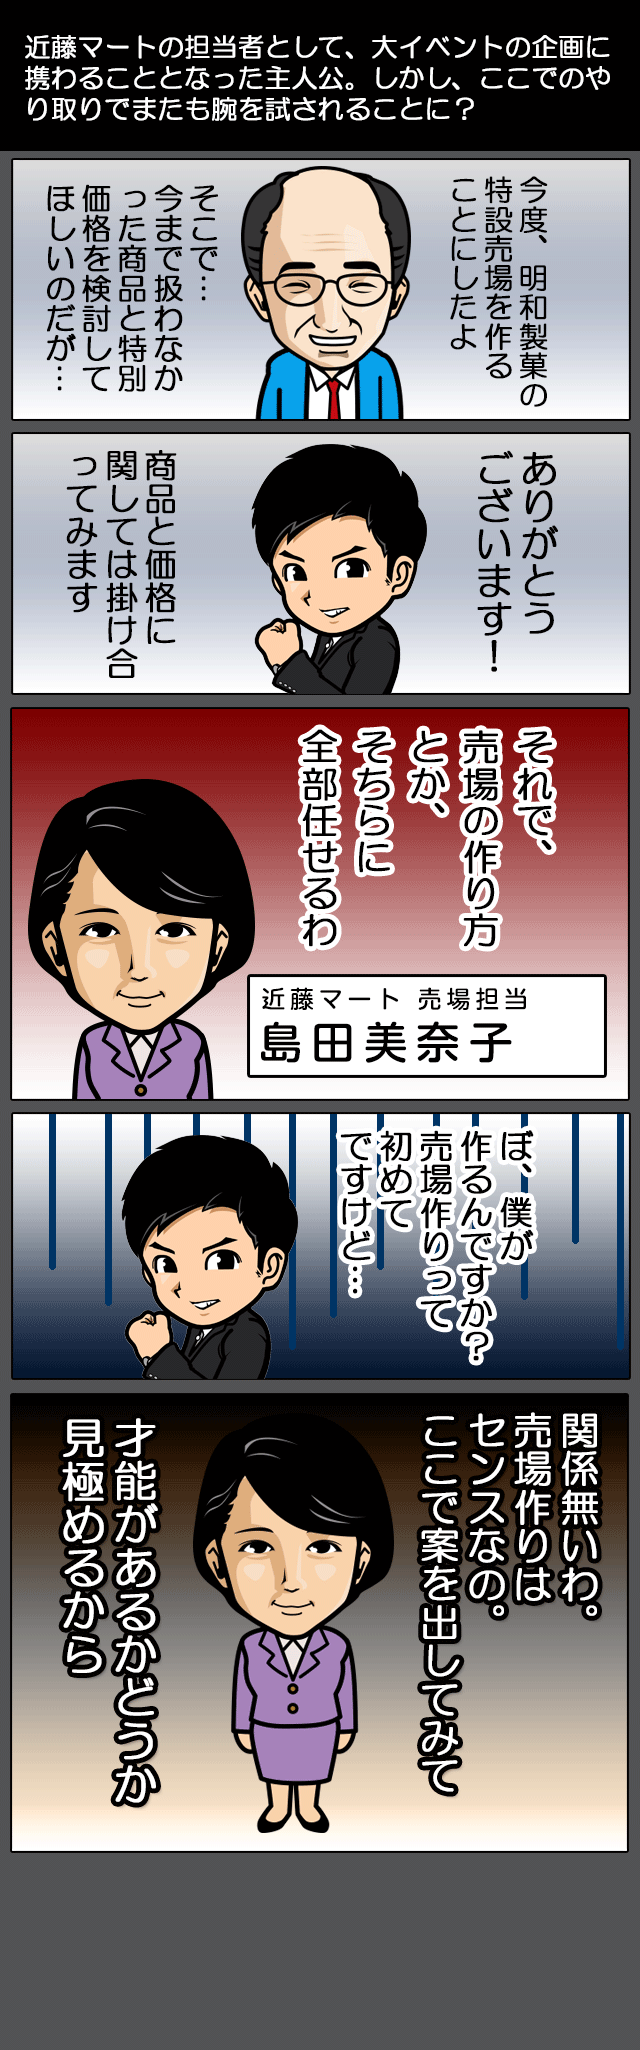 近藤マートの担当者として、大イベントの企画に
携わることとなった主人公。しかし、ここでのや
り取りでまたも腕を試されることに？
今度、明和製菓の
特設売場を作る
ことにしたよ
そこで…
今まで扱わなか
った商品と特別
価格を検討して
ほしいのだが…
ありがとう
ございます！
商品と価格に
関しては掛け合
ってみます
それで、
売場の作り方
とか、
そちらに
全部任せるわ
近藤マート 売場担当
島田美奈子
ぼ、僕が
作るんですか？
売場作りって
初めて
ですけど…
関係無いわ。
売場作りは
センスなの。
ここで案を出してみて
才能があるかどうか
見極めるから